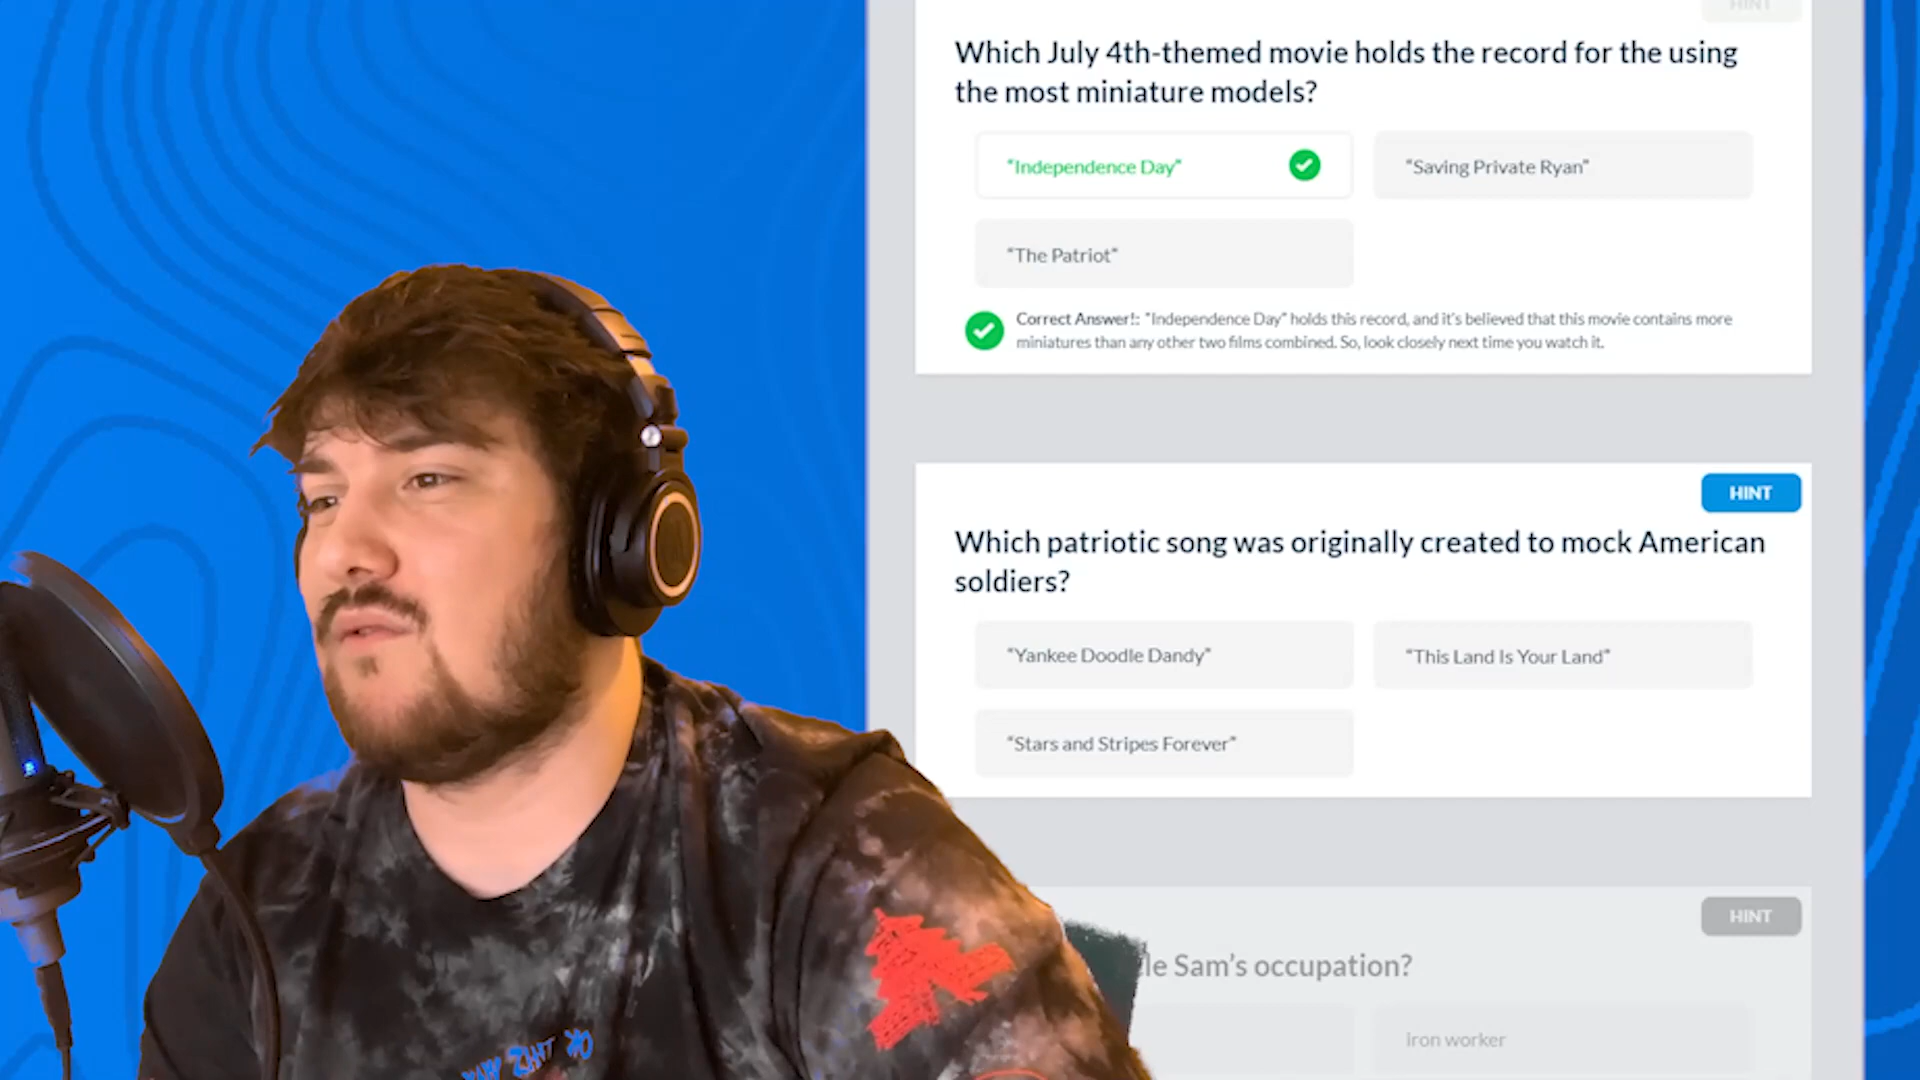 HINT
Which July 4th-themed movie holds the record for the using
the most miniature models?
“Independence Day”
“Saving Private Ryan”
“The Patriot”
Correct Answer!: “Independence Day” holds this record, and it’s believed that this movie contains more
miniatures than any other two films combined. So, look closely next time you watch it.
HINT
Which patriotic song was originally created to mock American
soldiers?
“Yankee Doodle Dandy”
“This Land Is Your Land”
“Stars and Stripes Forever”
HINT
Sam’s occupation?
iron worker